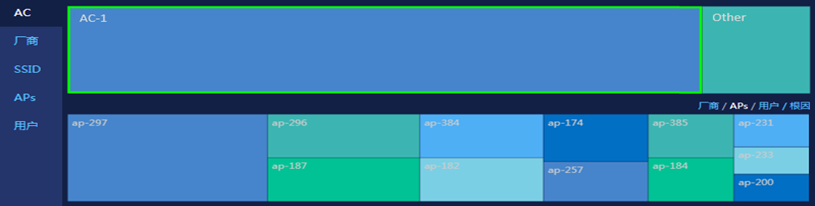 AC
厂商
SSID
APs
用户
AC-1
Other
厂商 / APs / 用户 / 根因
ap-297
ap-296
ap-384
ap-174
ap-385
ap-231
ap-187
ap-182
ap-257
ap-184
ap-233
ap-200